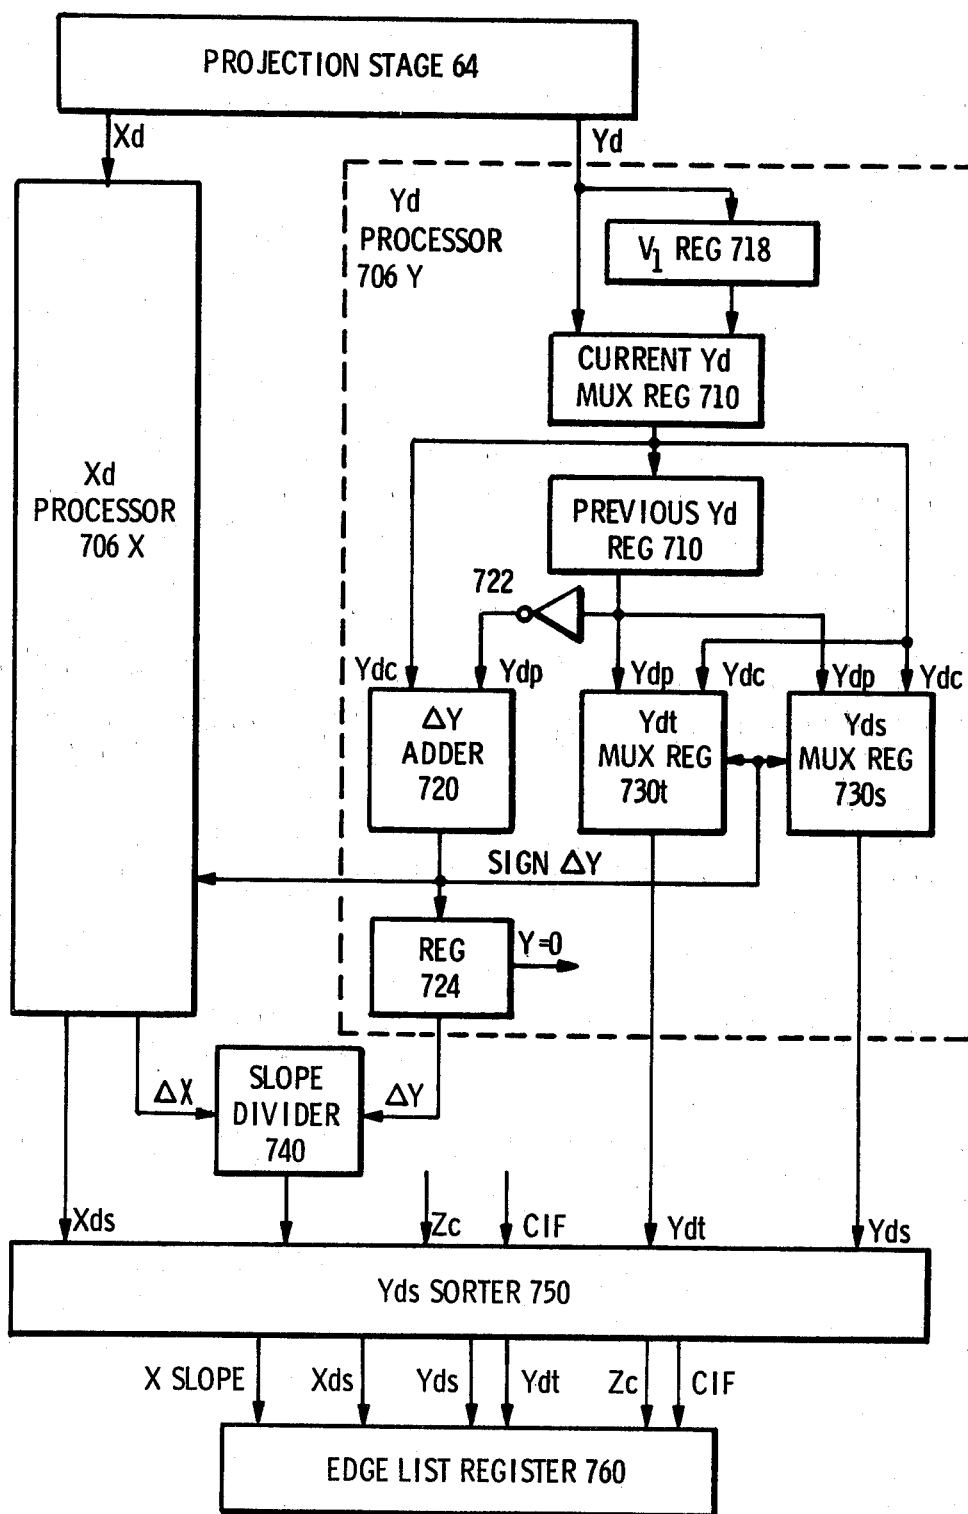 PROJECTION STAGE 64
Xd
Yd
Yd
PROCESSOR
706 Y
V1 REG 718
CURRENT Yd
MUX REG 710
Xd
PROCESSOR
706 X
PREVIOUS Yd
REG 710
722
Ydc
Ydp
Ydp
Ydc
Ydp
Ydc
ΔY
ADDER
720
Ydt
MUX REG
730t
Yds
MUX REG
730s
SIGN ΔY
REG
724
Y=0
ΔX
SLOPE
DIVIDER
740
ΔY
Xds
Zc
CIF
Ydt
Yds
Yds SORTER 750
X SLOPE
Xds
Yds
Ydt
Zc
CIF
EDGE LIST REGISTER 760